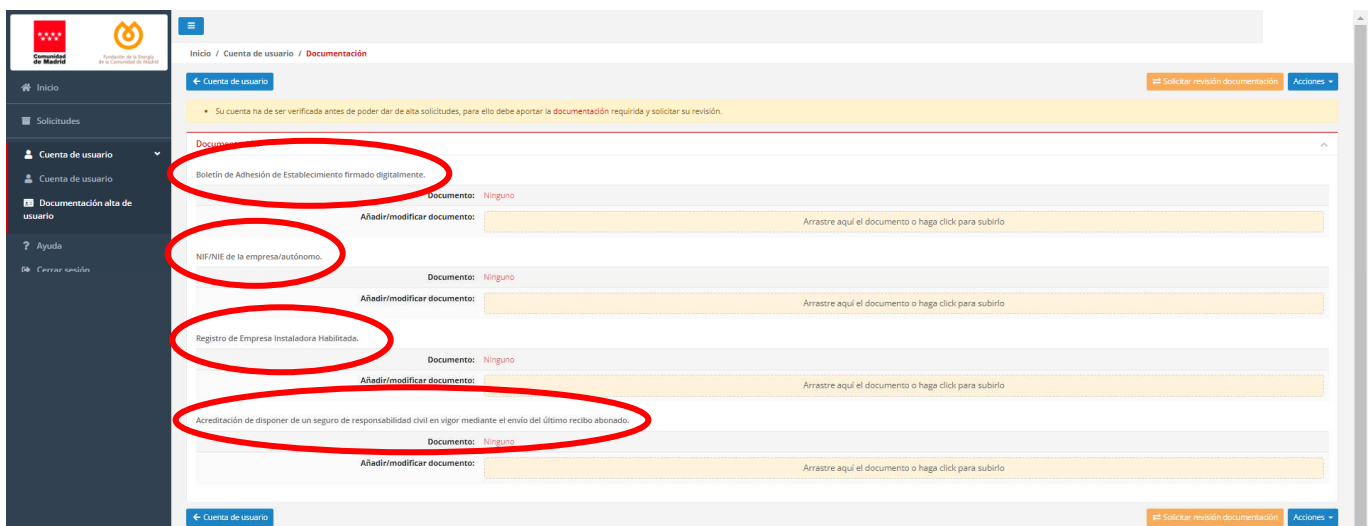 Comunidad
de Madrid
Fundación de la Energía
de la Comunidad de Madrid
Inicio
Solicitudes
Cuenta de usuario
Cuenta de usuario
Documentación alta de
usuario
? Ayuda
Cerrar sesión
Inicio / Cuenta de usuario / Documentación
← Cuenta de usuario
Solicitar revisión documentación
Acciones
• Su cuenta ha de ser verificada antes de poder dar de alta solicitudes, para ello debe aportar la documentación requirida y solicitar su revisión.
Boletín de Adhesión de Establecimiento firmado digitalmente.
Documento: Ninguno
Añadir/modificar documento: Arrastre aquí el documento o haga click para subirlo
NIF/NIE de la empresa/autónomo.
Documento: Ninguno
Añadir/modificar documento: Arrastre aquí el documento o haga click para subirlo
Registro de Empresa Instaladora Habilitada.
Documento: Ninguno
Añadir/modificar documento: Arrastre aquí el documento o haga click para subirlo
Acreditación de disponer de un seguro de responsabilidad civil en vigor mediante el envío del último recibo abonado.
Documento: Ninguno
Añadir/modificar documento: Arrastre aquí el documento o haga click para subirlo
← Cuenta de usuario
Solicitar revisión documentación
Acciones